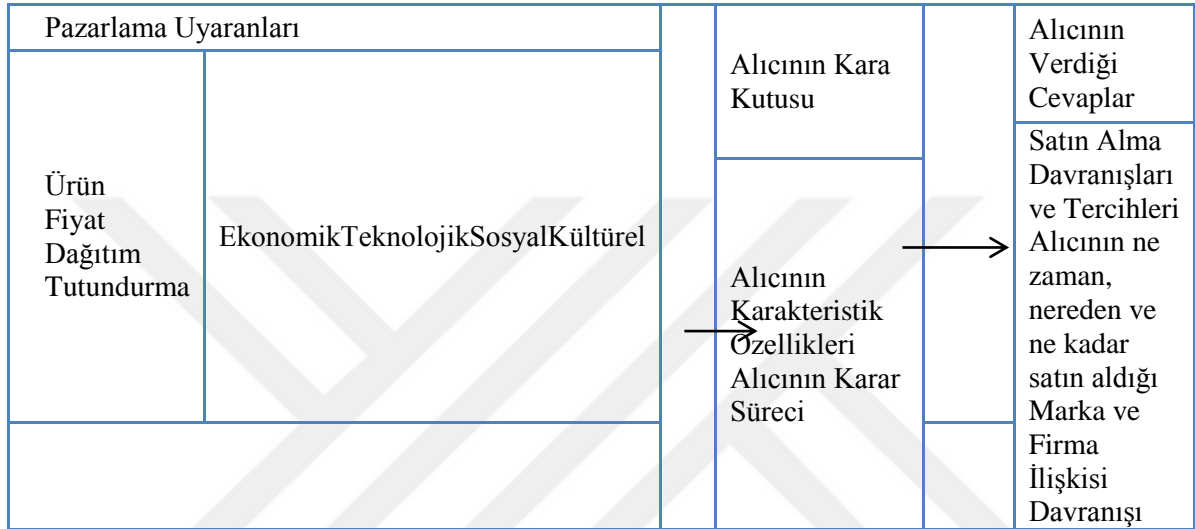 Pazarlama Uyaranları
Ürün
Fiyat
Dağıtım
Tutundurma
EkonomikTeknolojikSosyalKültürel
Alıcının Kara
Kutusu
Alıcının
Karakteristik
Özellikleri
Alıcının Karar
Süreci
Alıcının
Verdiği
Cevaplar
Satın Alma
Davranışları
ve Tercihleri
Alıcının ne
zaman,
nereden ve
ne kadar
satın aldığı
Marka ve
Firma
İlişkisi
Davranışı